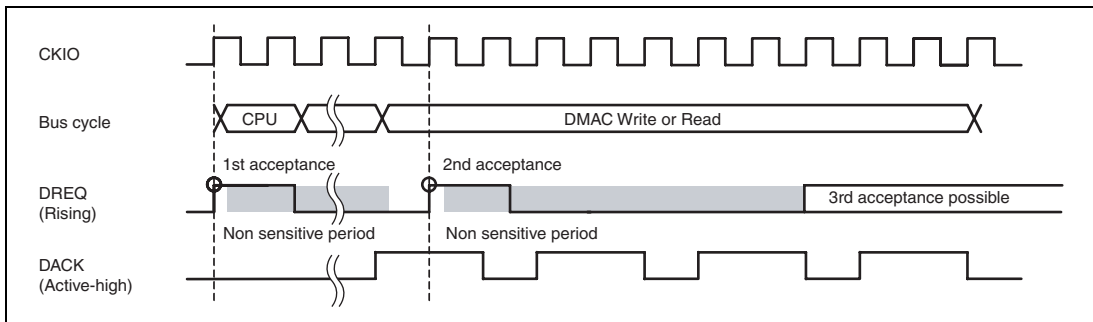 CKIO
Bus cycle
CPU
DMAC Write or Read
1st acceptance
2nd acceptance
DREQ
(Rising)
3rd acceptance possible
Non sensitive period
Non sensitive period
DACK
(Active-high)